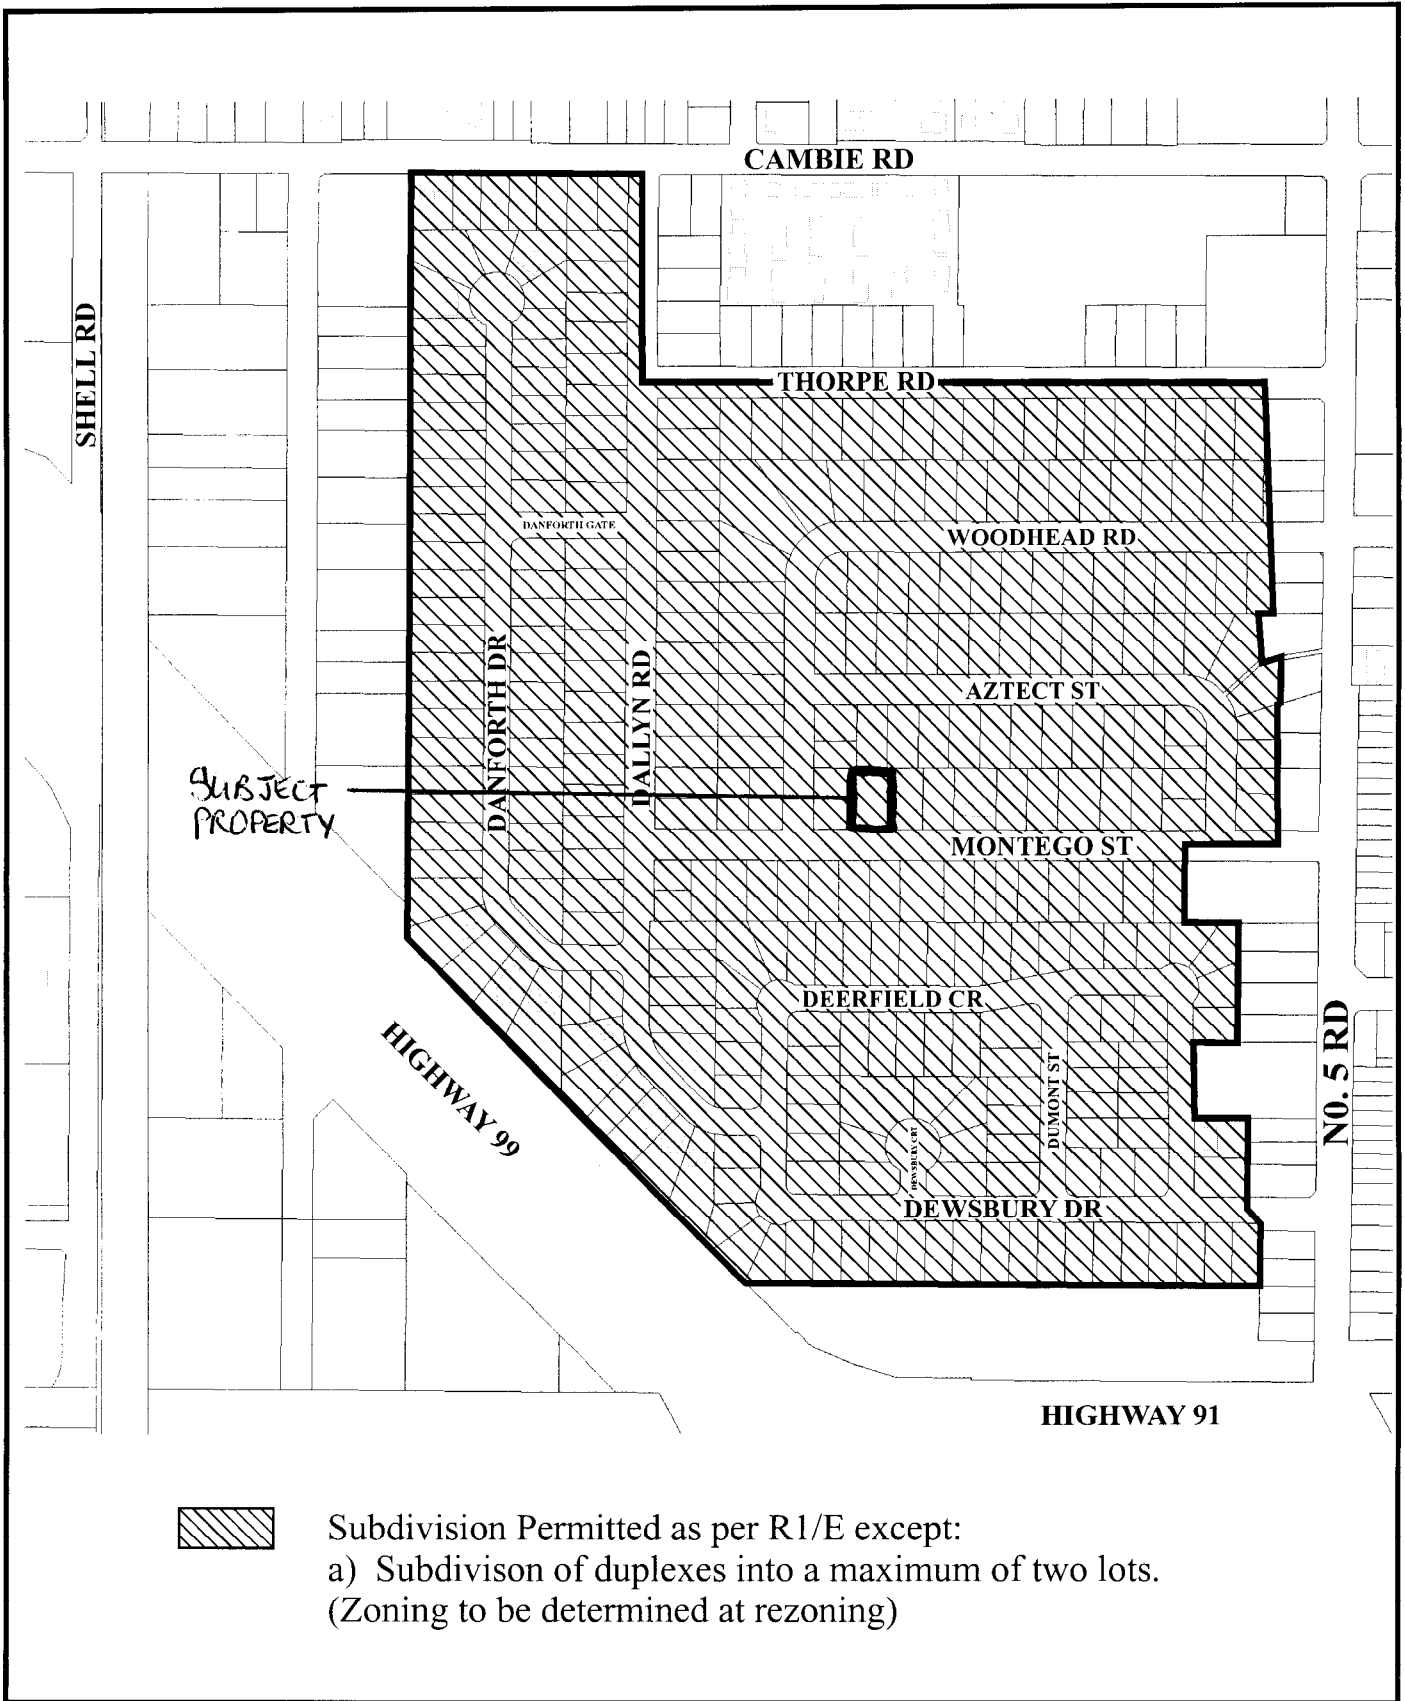 CAMBIE RD
SHELL RD
THORPE RD
DANFORTH GATE
WOODHEAD RD
DANFORTH DR
DALLYN RD
AZTECT ST
SUBJECT
PROPERTY
MONTEGO ST
DEERFIELD CR
HIGHWAY 99
DUMONT ST
NO. 5 RD
DEWSBURY CRT
DEWSBURY DR
HIGHWAY 91
Subdivision Permitted as per R1/E except:
a) Subdivison of duplexes into a maximum of two lots.
(Zoning to be determined at rezoning)